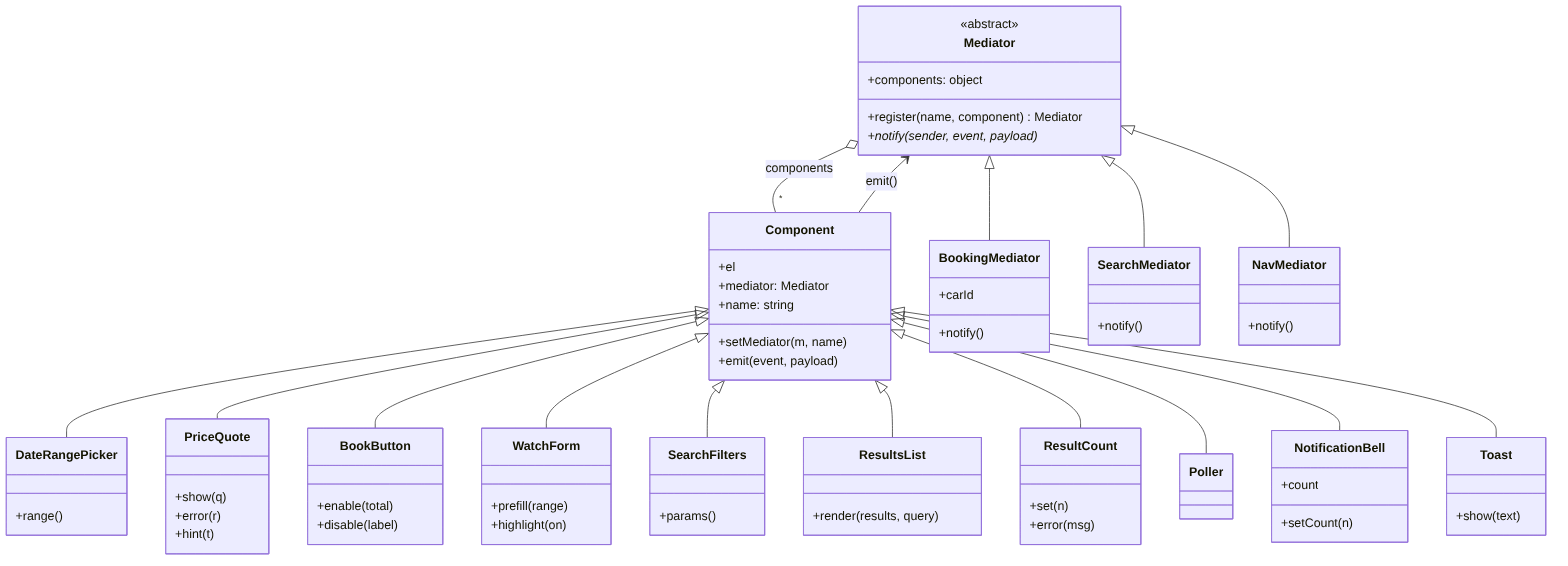 «abstract»
Mediator
+components: object
+register(name, component) : Mediator
+notify(sender, event, payload)
components
emit()
*
Component
+el
+mediator: Mediator
+name: string
+setMediator(m, name)
+emit(event, payload)
BookingMediator
+carId
+notify()
SearchMediator
+notify()
NavMediator
+notify()
DateRangePicker
+range()
PriceQuote
+show(q)
+error(r)
+hint(t)
BookButton
+enable(total)
+disable(label)
WatchForm
+prefill(range)
+highlight(on)
SearchFilters
+params()
ResultsList
+render(results, query)
ResultCount
+set(n)
+error(msg)
Poller
NotificationBell
+count
+setCount(n)
Toast
+show(text)